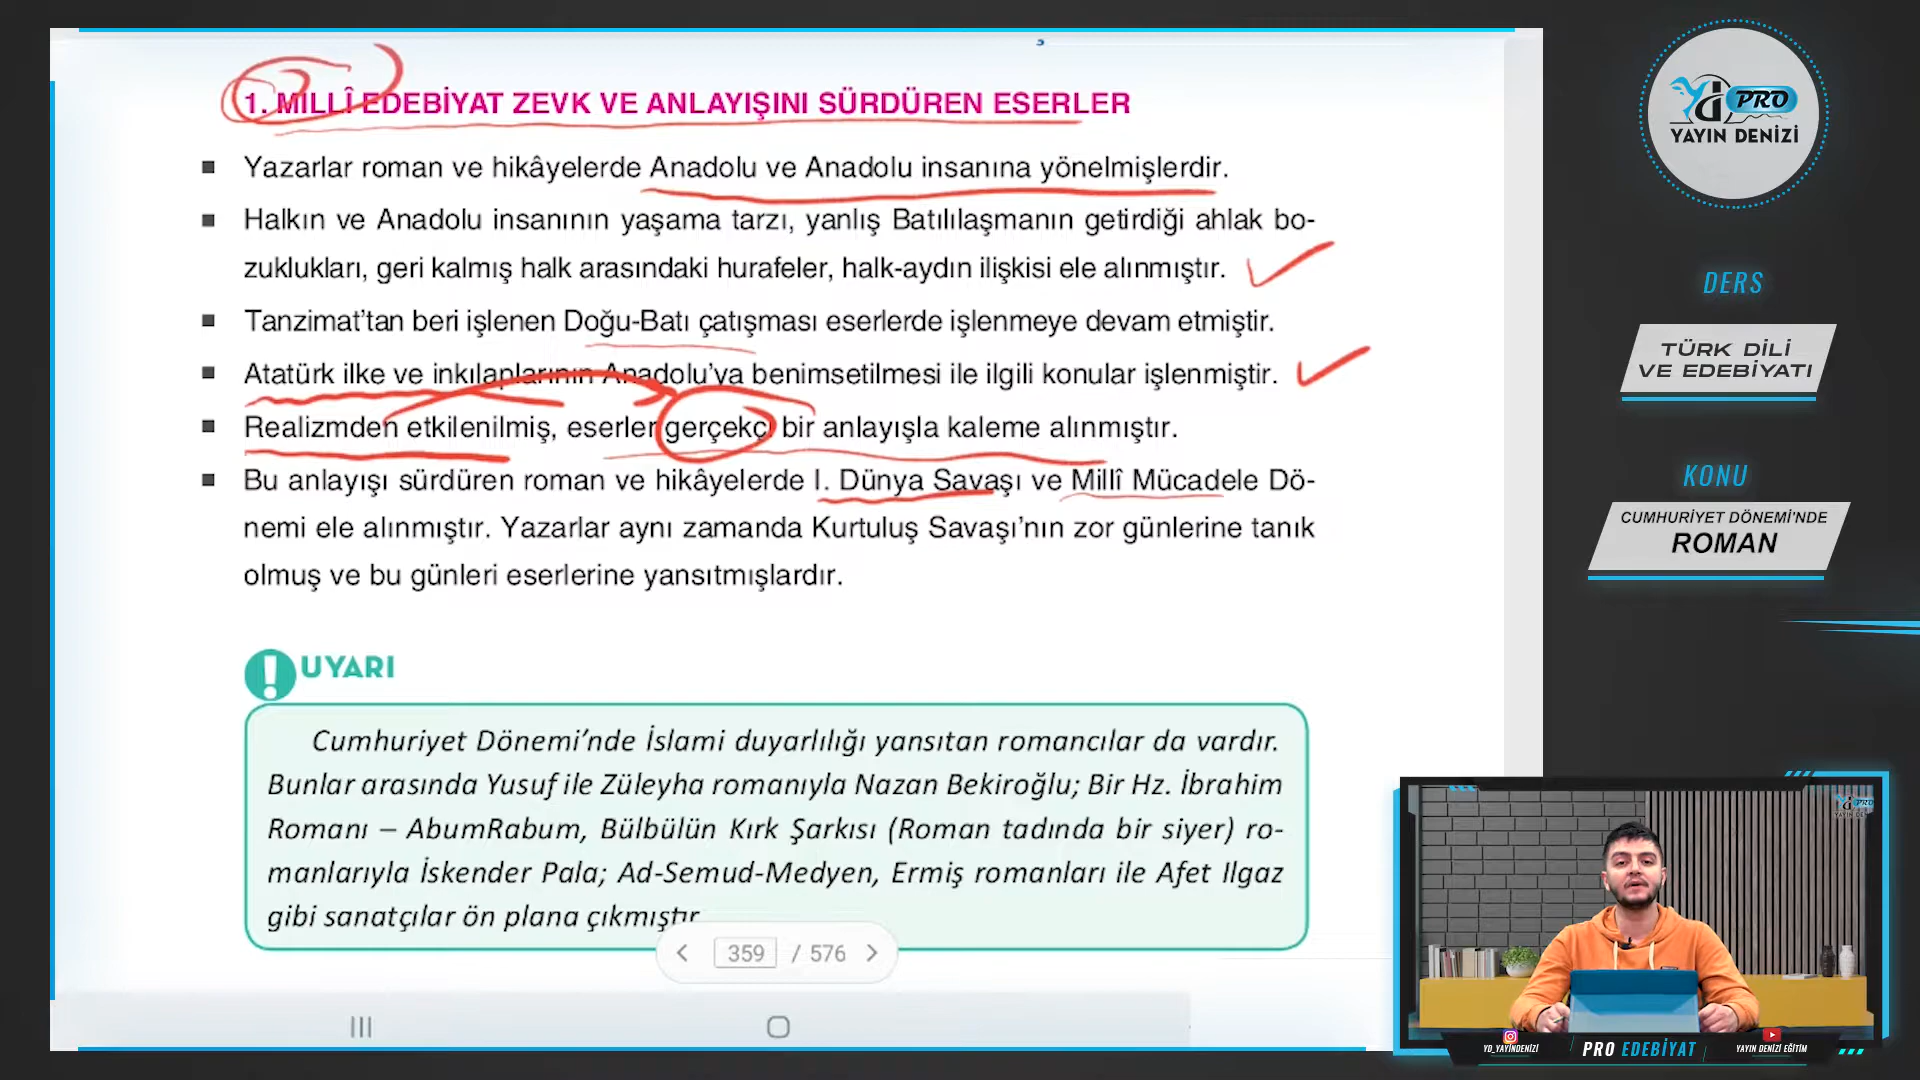 1. MİLLÎ EDEBİYAT ZEVK VE ANLAYIŞINI SÜRDÜREN ESERLER
■ Yazarlar roman ve hikâyelerde Anadolu ve Anadolu insanına yönelmişlerdir.
■ Halkın ve Anadolu insanının yaşama tarzı, yanlış Batılılaşmanın getirdiği ahlak bo-
zuklukları, geri kalmış halk arasındaki hurafeler, halk-aydın ilişkisi ele alınmıştır.
■ Tanzimat'tan beri işlenen Doğu-Batı çatışması eserlerde işlenmeye devam etmiştir.
■ Atatürk ilke ve inkılaplarının Anadolu'ya benimsetilmesi ile ilgili konular işlenmiştir.
■ Realizmden etkilenilmiş, eserler gerçekçi bir anlayışla kaleme alınmıştır.
■ Bu anlayışı sürdüren roman ve hikâyelerde I. Dünya Savaşı ve Millî Mücadele Dö-
nemi ele alınmıştır. Yazarlar aynı zamanda Kurtuluş Savaşı'nın zor günlerine tanık
olmuş ve bu günleri eserlerine yansıtmışlardır.
! UYARI
Cumhuriyet Dönemi'nde İslami duyarlılığı yansıtan romancılar da vardır.
Bunlar arasında Yusuf ile Züleyha romanıyla Nazan Bekiroğlu; Bir Hz. İbrahim
Romanı – AbumRabum, Bülbülün Kırk Şarkısı (Roman tadında bir siyer) ro-
manlarıyla İskender Pala; Ad-Semud-Medyen, Ermiş romanları ile Afet Ilgaz
gibi sanatçılar ön plana çıkmıştır.
359 / 576
Yd PRO
YAYIN DENİZİ
DERS
TÜRK DİLİ
VE EDEBİYATI
KONU
CUMHURİYET DÖNEMİ'NDE
ROMAN
YD_YAYINDENIZI
PRO EDEBİYAT
YAYIN DENİZİ EĞİTİM